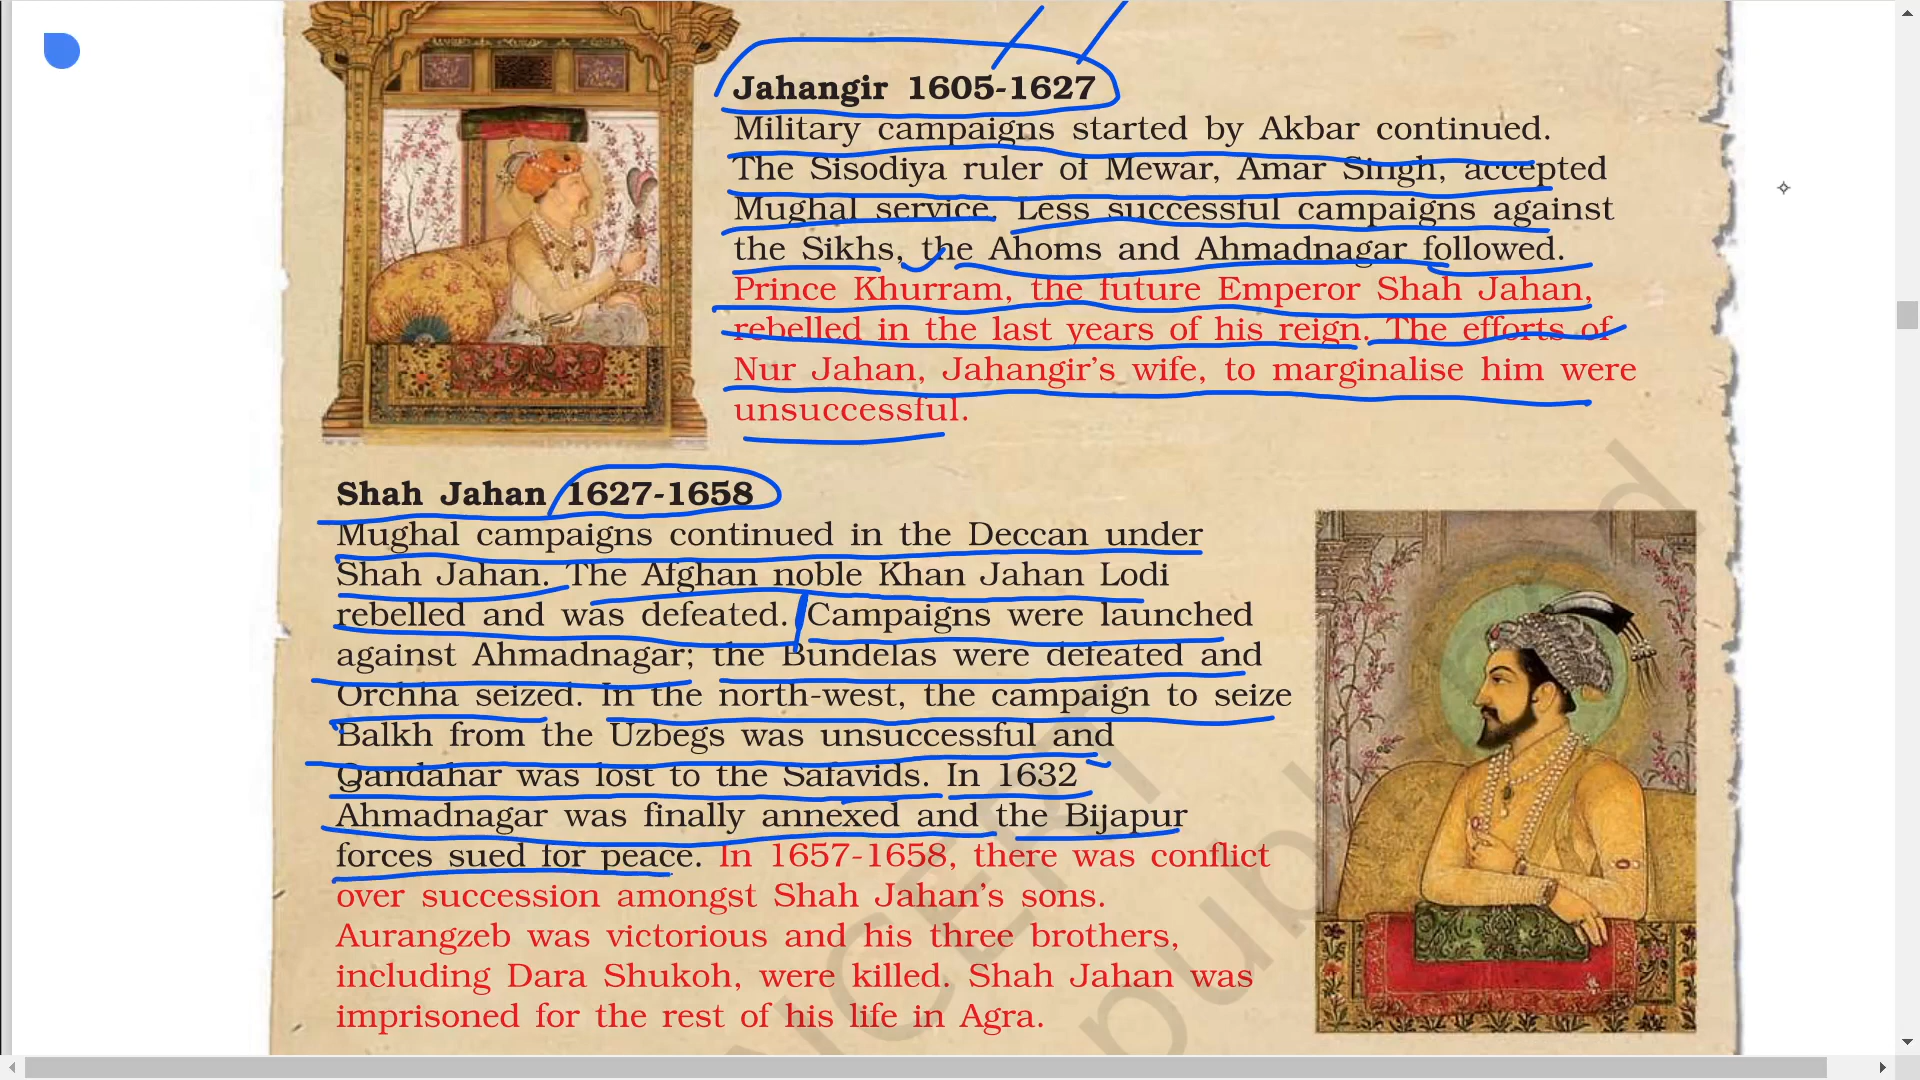 Jahangir 1605-1627
Military campaigns started by Akbar continued.
The Sisodiya ruler of Mewar, Amar Singh, accepted
Mughal service. Less successful campaigns against
the Sikhs, the Ahoms and Ahmadnagar followed.
Prince Khurram, the future Emperor Shah Jahan,
rebelled in the last years of his reign. The efforts of
Nur Jahan, Jahangir's wife, to marginalise him were
unsuccessful.
Shah Jahan 1627-1658
Mughal campaigns continued in the Deccan under
Shah Jahan. The Afghan noble Khan Jahan Lodi
rebelled and was defeated. Campaigns were launched
against Ahmadnagar; the Bundelas were defeated and
Orchha seized. In the north-west, the campaign to seize
Balkh from the Uzbegs was unsuccessful and
Qandahar was lost to the Safavids. In 1632
Ahmadnagar was finally annexed and the Bijapur
forces sued for peace. In 1657-1658, there was conflict
over succession amongst Shah Jahan's sons.
Aurangzeb was victorious and his three brothers,
including Dara Shukoh, were killed. Shah Jahan was
imprisoned for the rest of his life in Agra.
NCERT